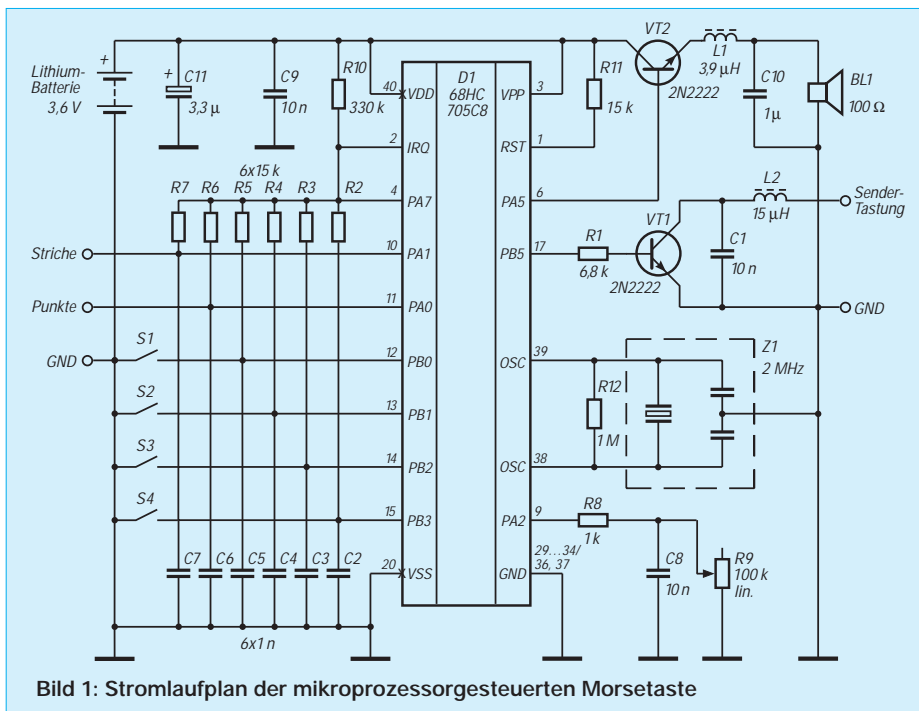 VT2
L1
3,9 µH
C10
1µ
BL1
100 Ω
2N2222
Lithium-
Batterie
3,6 V
+
+
C11
3,3 µ
C9
10 n
R10
330 k
40
VDD
D1
68HC
705C8
VPP
3
R11
15 k
2
IRQ
RST
1
6x15 k
R7
R6
R5
R4
R3
R2
4
PA7
PA5
6
L2
15 µH
Sender-
Tastung
VT1
Striche
10
PA1
PB5
17
R1
6,8 k
2N2222
C1
10 n
Punkte
11
PA0
GND
GND
S1
12
PB0
OSC
39
Z1
2 MHz
S2
13
PB1
R12
1 M
S3
14
PB2
OSC
38
S4
15
PB3
PA2
9
R8
1 k
C7
C6
C5
C4
C3
C2
20
VSS
GND
29...34/
36, 37
C8
10 n
R9
100 k
lin.
6x1 n
Bild 1: Stromlaufplan der mikroprozessorgesteuerten Morsetaste